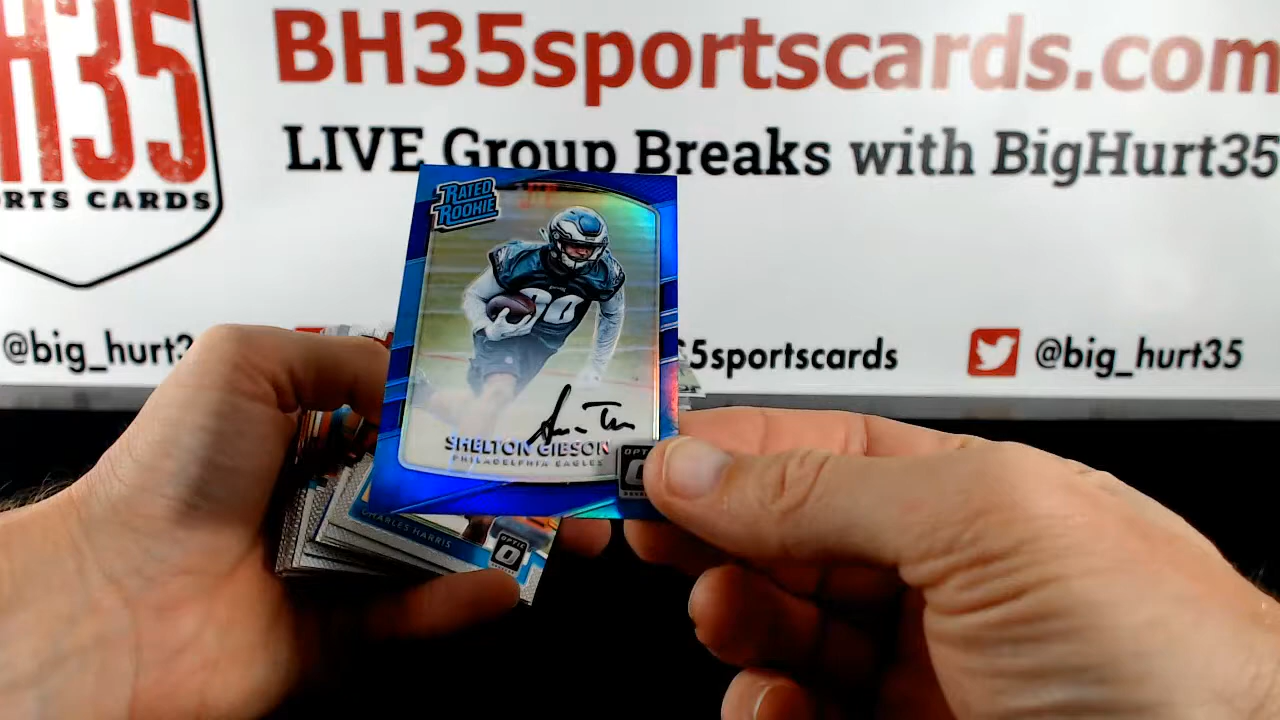 H35
ORTS CARDS
BH35sportscards.com
LIVE Group Breaks with BigHurt35
@big_hurt3
5sportscards
@big_hurt35
RATED
ROOKIE
SHELTON GIBSON
PHILADELPHIA EAGLES
OPTIC
CHARLES HARRIS
OPTIC